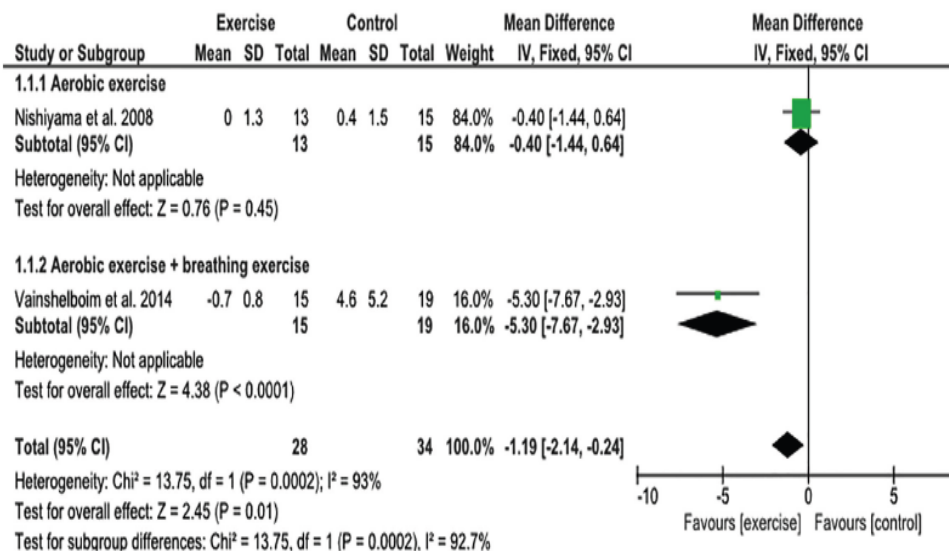 Exercise Control Mean Difference Mean Difference
Study or Subgroup Mean SD Total Mean SD Total Weight IV, Fixed, 95% CI IV, Fixed, 95% CI
1.1.1 Aerobic exercise
Nishiyama et al. 2008 0 1.3 13 0.4 1.5 15 84.0% -0.40 [-1.44, 0.64]
Subtotal (95% CI) 13 15 84.0% -0.40 [-1.44, 0.64]
Heterogeneity: Not applicable
Test for overall effect: Z = 0.76 (P = 0.45)
1.1.2 Aerobic exercise + breathing exercise
Vainshelboim et al. 2014 -0.7 0.8 15 4.6 5.2 19 16.0% -5.30 [-7.67, -2.93]
Subtotal (95% CI) 15 19 16.0% -5.30 [-7.67, -2.93]
Heterogeneity: Not applicable
Test for overall effect: Z = 4.38 (P < 0.0001)
Total (95% CI) 28 34 100.0% -1.19 [-2.14, -0.24]
Heterogeneity: Chi² = 13.75, df = 1 (P = 0.0002); I² = 93%
Test for overall effect: Z = 2.45 (P = 0.01)
Test for subgroup differences: Chi² = 13.75, df = 1 (P = 0.0002), I² = 92.7%
-10 -5 0 5
Favours [exercise] Favours [control]